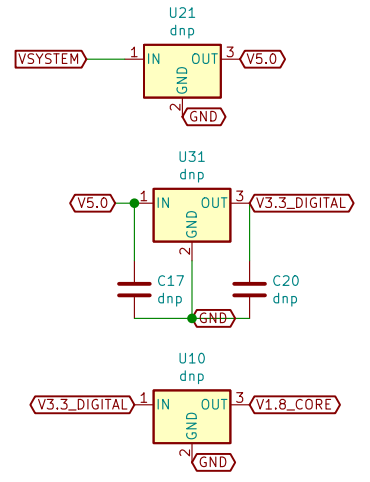 U21
dnp
VSYSTEM 1 IN OUT 3 V5.0
GND
2 GND
U31
dnp
V5.0 1 IN OUT 3 V3.3_DIGITAL
GND
2
C17 C20
dnp dnp
GND
U10
dnp
V3.3_DIGITAL 1 IN OUT 3 V1.8_CORE
GND
2 GND